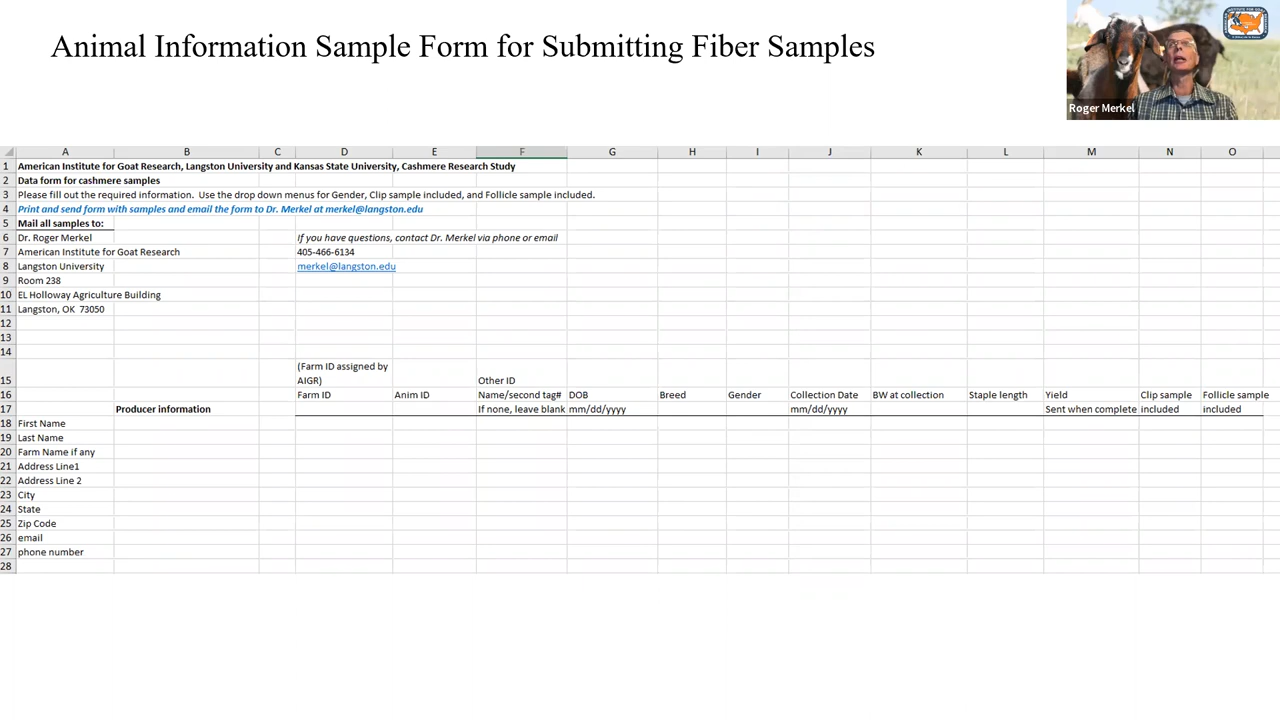 Animal Information Sample Form for Submitting Fiber Samples
Roger Merkel
A B C D E F G H I J K L M N O
1 American Institute for Goat Research, Langston University and Kansas State University, Cashmere Research Study
2 Data form for cashmere samples
3 Please fill out the required information. Use the drop down menus for Gender, Clip sample included, and Follicle sample included.
4 Print and send form with samples and email the form to Dr. Merkel at merkel@langston.edu
5 Mail all samples to:
6 Dr. Roger Merkel If you have questions, contact Dr. Merkel via phone or email
7 American Institute for Goat Research 405-466-6134
8 Langston University merkel@langston.edu
9 Room 238
10 EL Holloway Agriculture Building
11 Langston, OK 73050
12
13
14
(Farm ID assigned by
15 AIGR) Other ID
16 Farm ID Anim ID Name/second tag# DOB Breed Gender Collection Date BW at collection Staple length Yield Clip sample Follicle sample
17 Producer information If none, leave blank mm/dd/yyyy mm/dd/yyyy Sent when complete included included
18 First Name
19 Last Name
20 Farm Name if any
21 Address Line1
22 Address Line 2
23 City
24 State
25 Zip Code
26 email
27 phone number
28